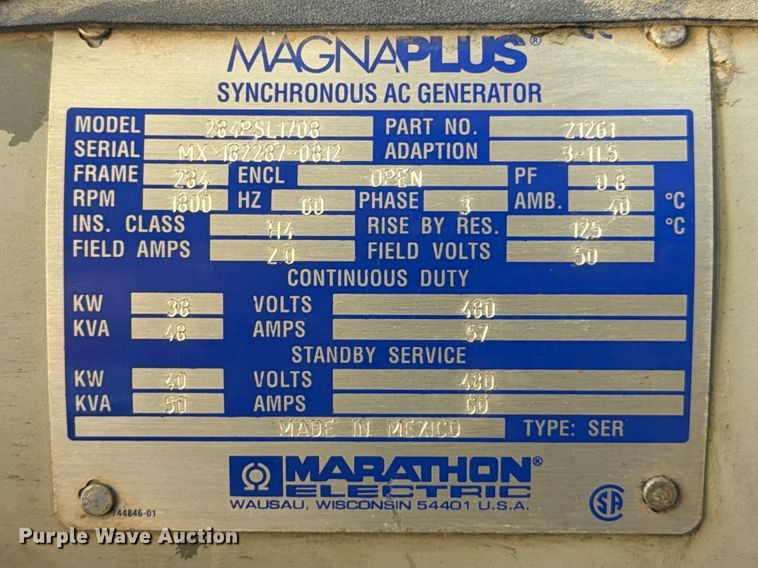 MAGNAPLUS®
SYNCHRONOUS AC GENERATOR
MODEL 284PSL1708 PART NO. 21261
SERIAL MX-182287-0812 ADAPTION 3-11.5
FRAME 284 ENCL OPEN PF 0.8
RPM 1800 HZ 60 PHASE 3 AMB. 40 °C
INS. CLASS H4 RISE BY RES. 125 °C
FIELD AMPS 2.0 FIELD VOLTS 50
CONTINUOUS DUTY
KW 38 VOLTS 480
KVA 48 AMPS 57
STANDBY SERVICE
KW 40 VOLTS 480
KVA 50 AMPS 60
MADE IN MEXICO TYPE: SER
MARATHON®
ELECTRIC
WAUSAU, WISCONSIN 54401 U.S.A.
744846-01
Purple Wave Auction